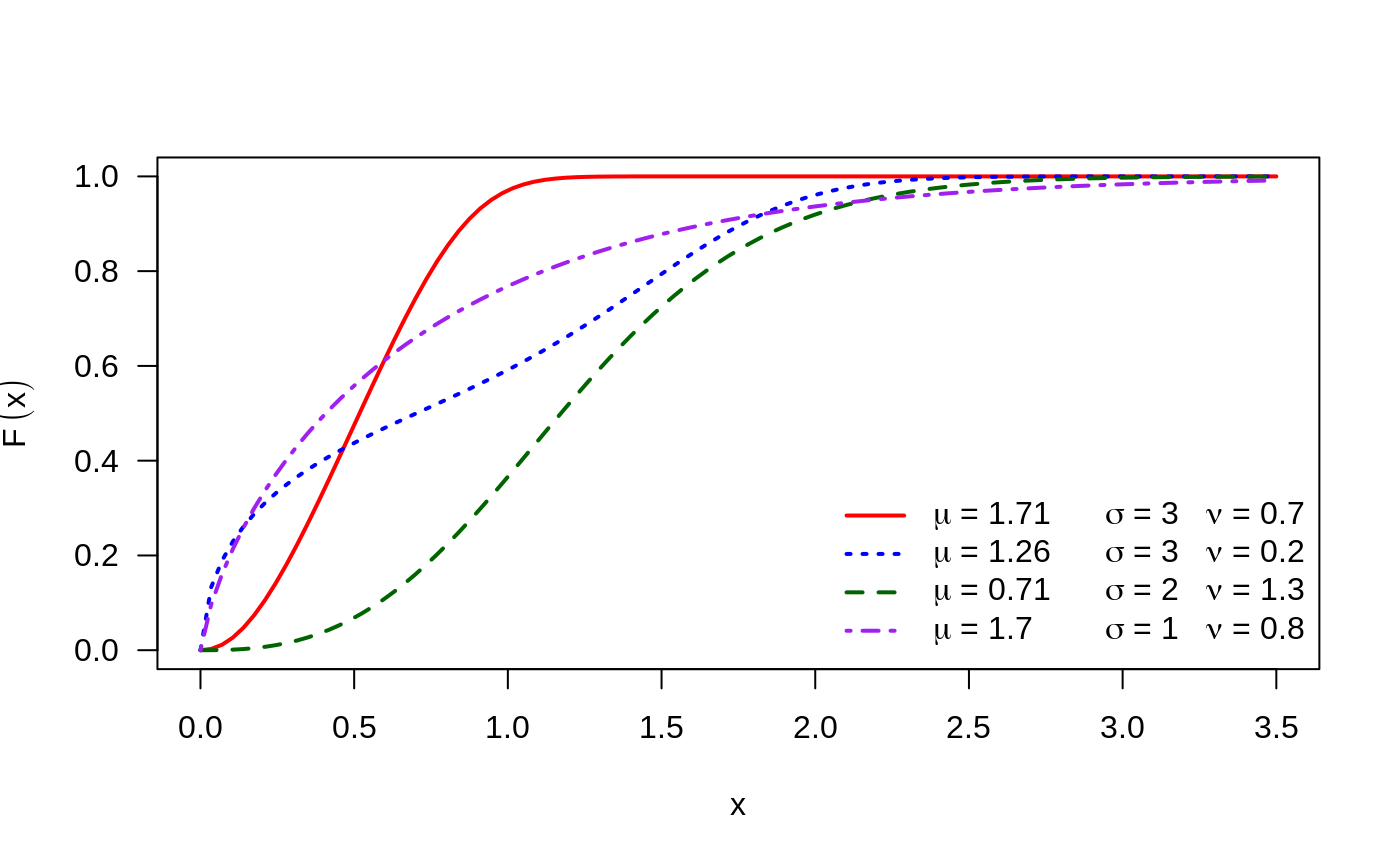 F (x)
1.0
0.8
0.6
0.4
0.2
0.0
μ = 1.71 σ = 3 ν = 0.7
μ = 1.26 σ = 3 ν = 0.2
μ = 0.71 σ = 2 ν = 1.3
μ = 1.7 σ = 1 ν = 0.8
0.0 0.5 1.0 1.5 2.0 2.5 3.0 3.5
x